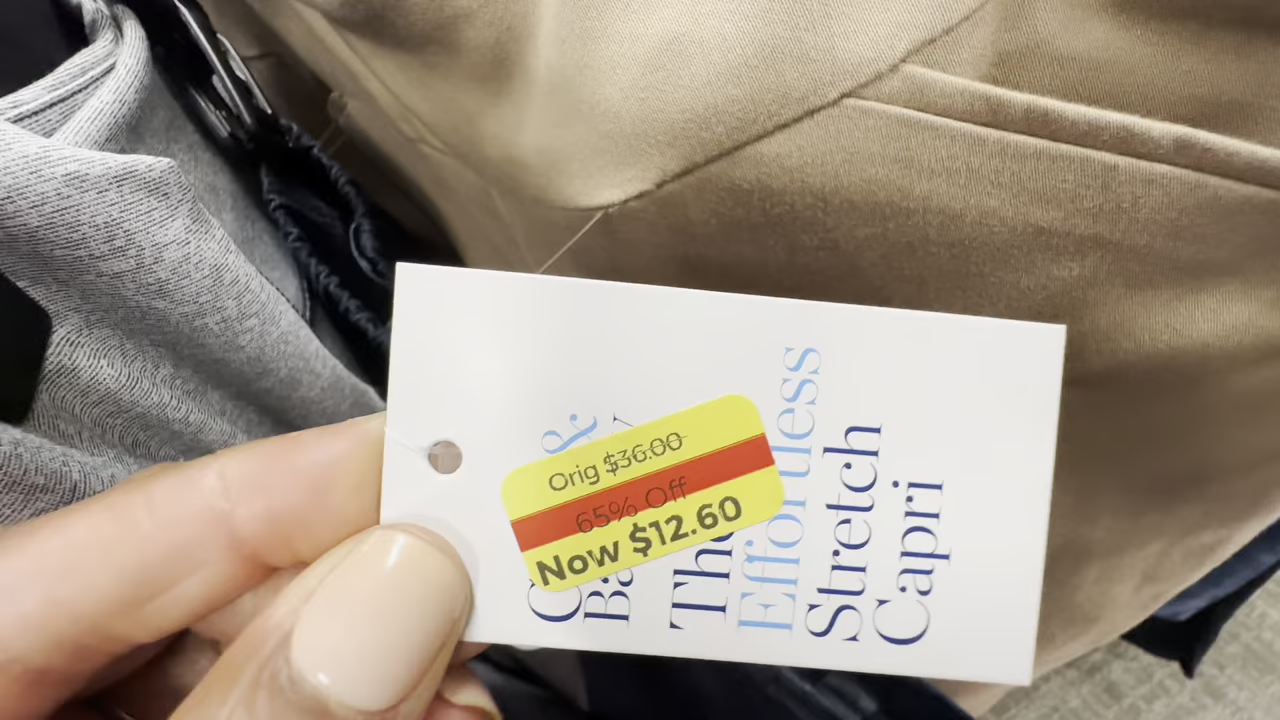 Orig $36.00
65% Off
Now $12.60
&
The
Effortless
Stretch
Capri